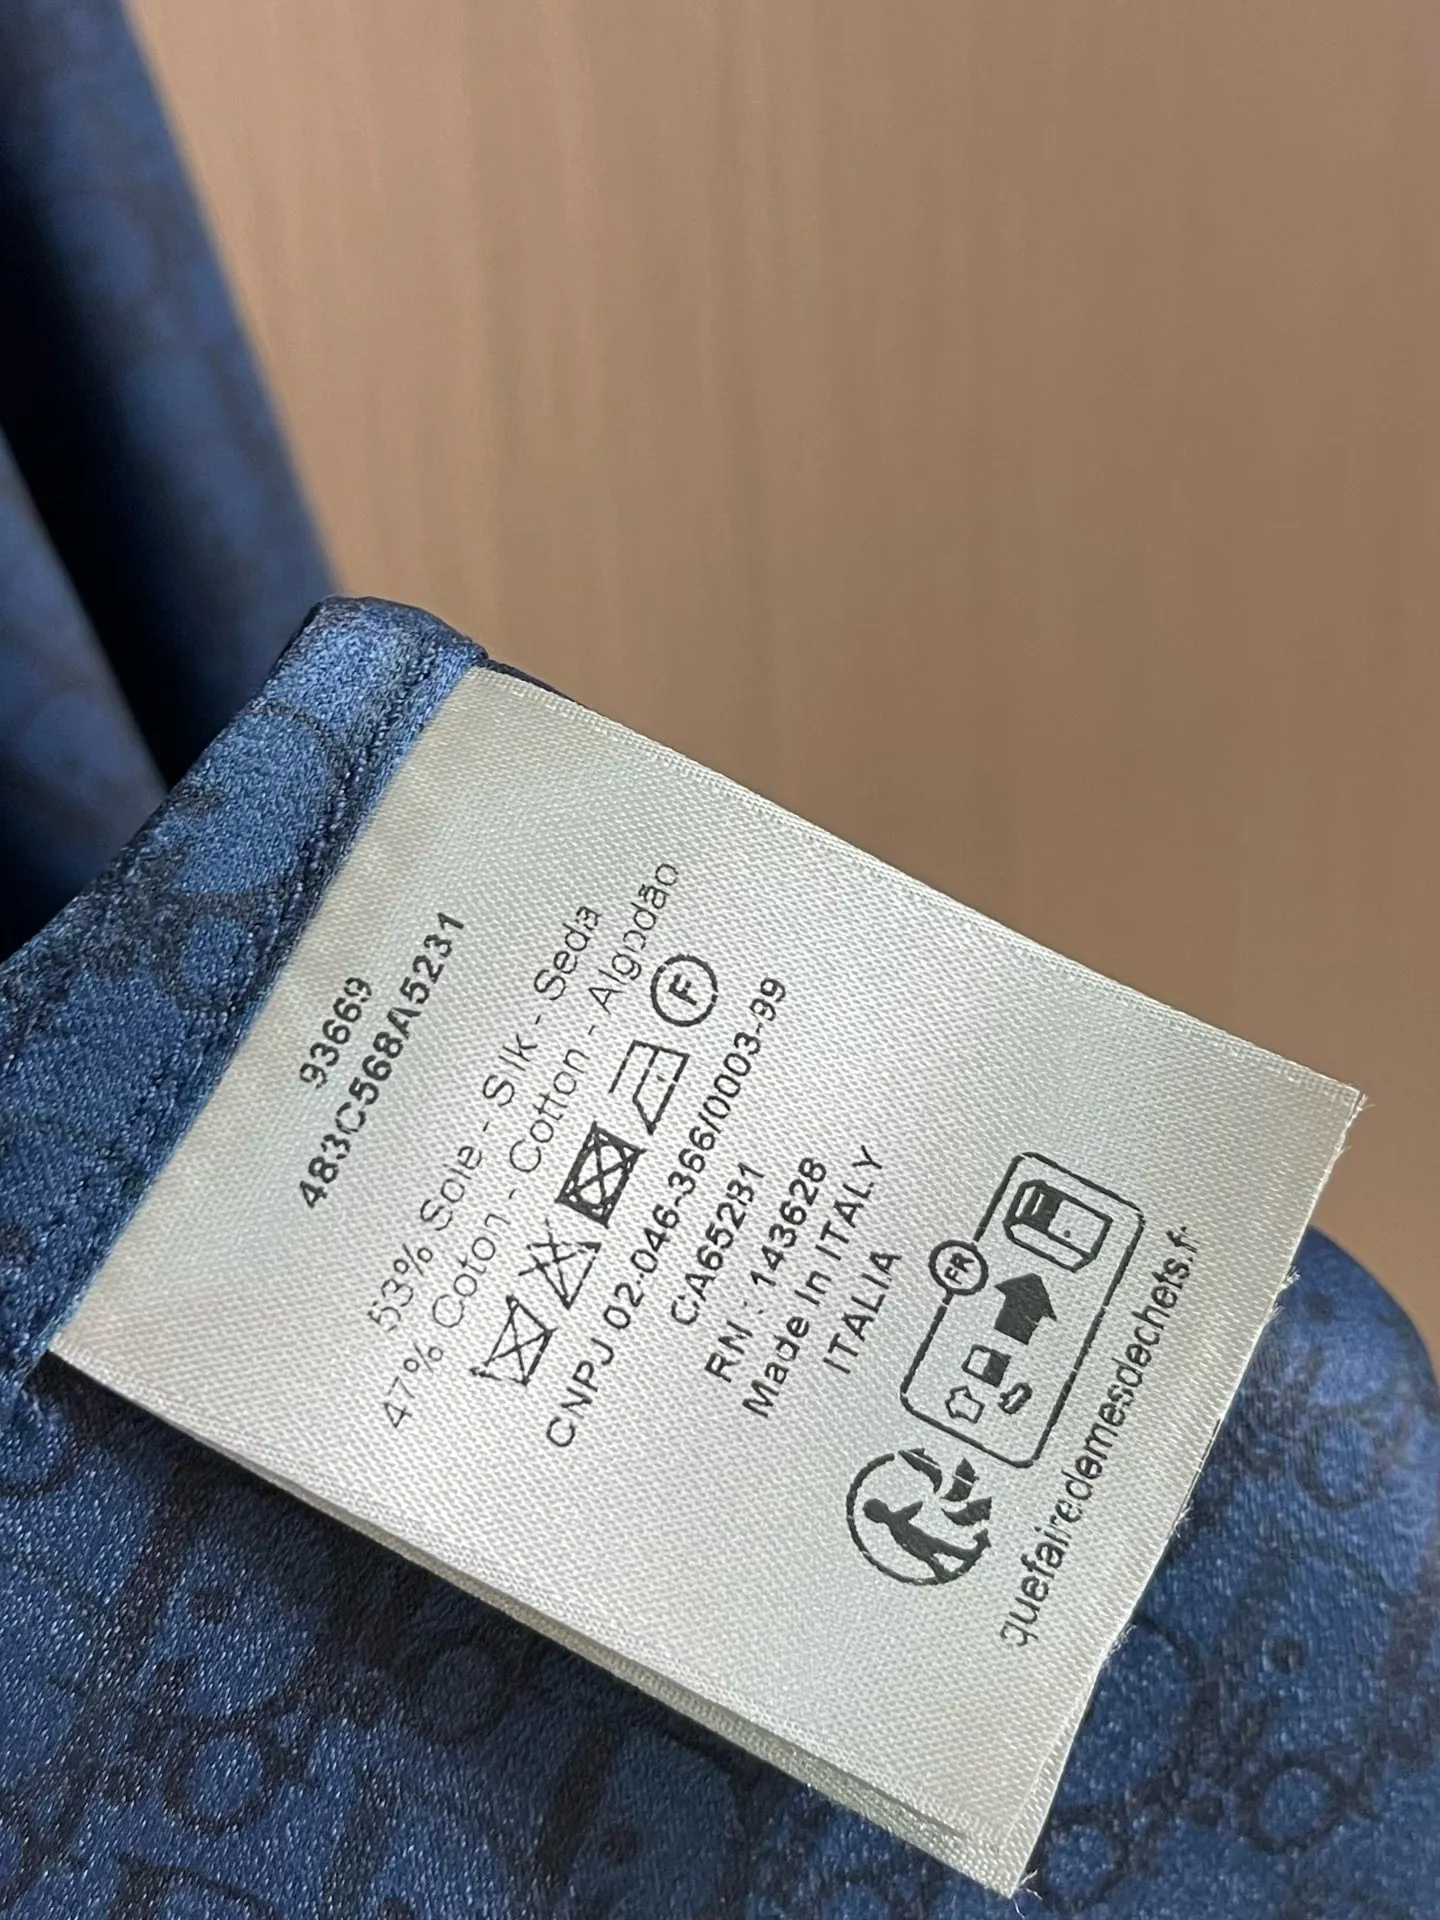 93669
483C568A5231
53% Soie - Silk - Seda
47% Coton - Cotton - Algodão
F
CNPJ 02-046-366/0003-99
CA65281
RN : 143628
Made In ITALY
ITALIA
FR
quefairedemesdechets.fr